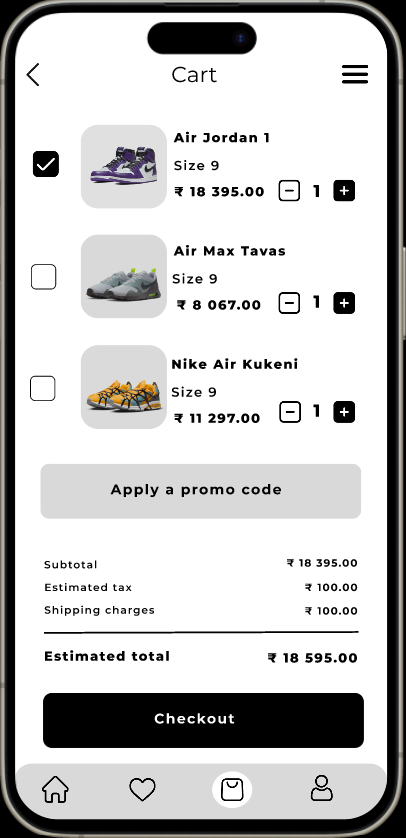 Cart
Air Jordan 1
Size 9
₹ 18 395.00
1
Air Max Tavas
Size 9
₹ 8 067.00
1
Nike Air Kukeni
Size 9
₹ 11 297.00
1
Apply a promo code
Subtotal ₹ 18 395.00
Estimated tax ₹ 100.00
Shipping charges ₹ 100.00
Estimated total ₹ 18 595.00
Checkout